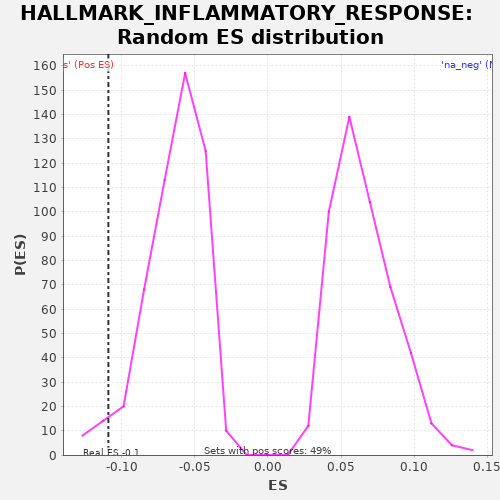 HALLMARK_INFLAMMATORY_RESPONSE:
Random ES distribution
s' (Pos ES)
'na_neg' (N
160
150
140
130
120
110
100
90
80
70
60
50
40
30
20
10
0
P(ES)
Real ES -0.1
Sets with pos scores: 49%
-0.10
-0.05
0.00
0.05
0.10
0.15
ES